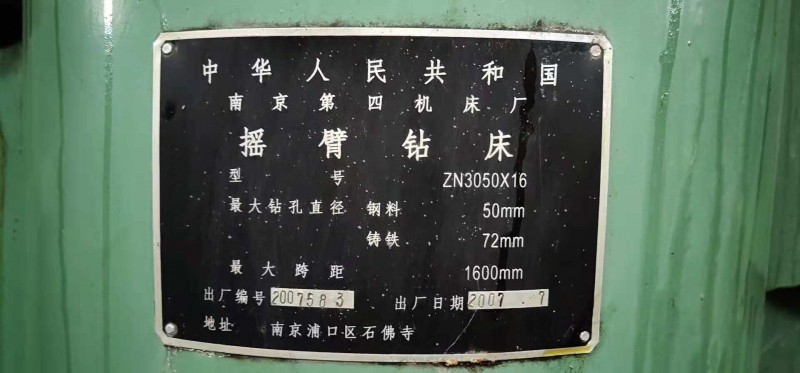 中华人民共和国
南京第四机床厂
摇臂钻床
型号 ZN3050X16
最大钻孔直径 钢料 50mm
铸铁 72mm
最大跨距 1600mm
出厂编号 2007583 出厂日期 2007.7
地址 南京浦口区石佛寺